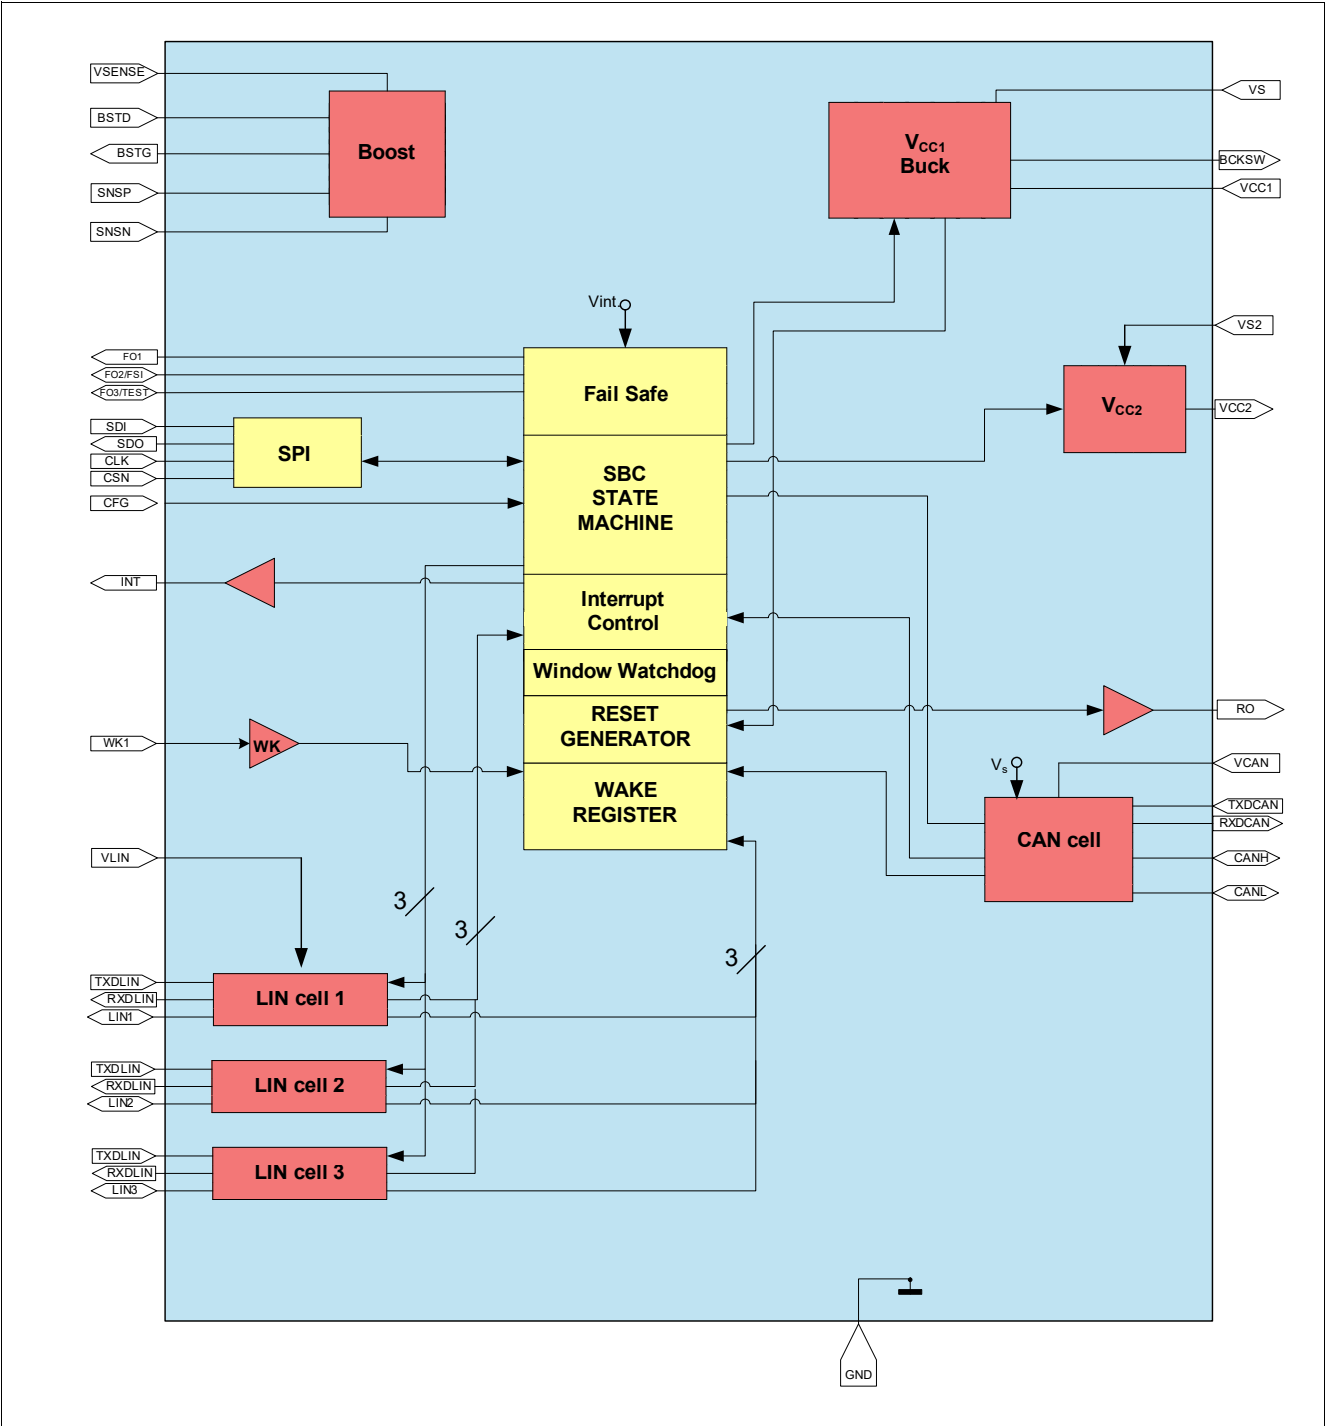 VSENSE
BSTD
BSTG
SNSP
SNSN
Boost
VCC1
Buck
VS
BCKSW
VCC1
Vint.
VS2
VCC2
VCC2
FO1
FO2/FSI
FO3/TEST
Fail Safe
SDI
SDO
CLK
CSN
CFG
SPI
SBC
STATE
MACHINE
INT
Interrupt
Control
Window Watchdog
RESET
GENERATOR
RO
WK1
WK
WAKE
REGISTER
Vs
VCAN
TXDCAN
RXDCAN
CANH
CANL
CAN cell
VLIN
3
3
3
TXDLIN
RXDLIN
LIN1
LIN cell 1
TXDLIN
RXDLIN
LIN2
LIN cell 2
TXDLIN
RXDLIN
LIN3
LIN cell 3
GND